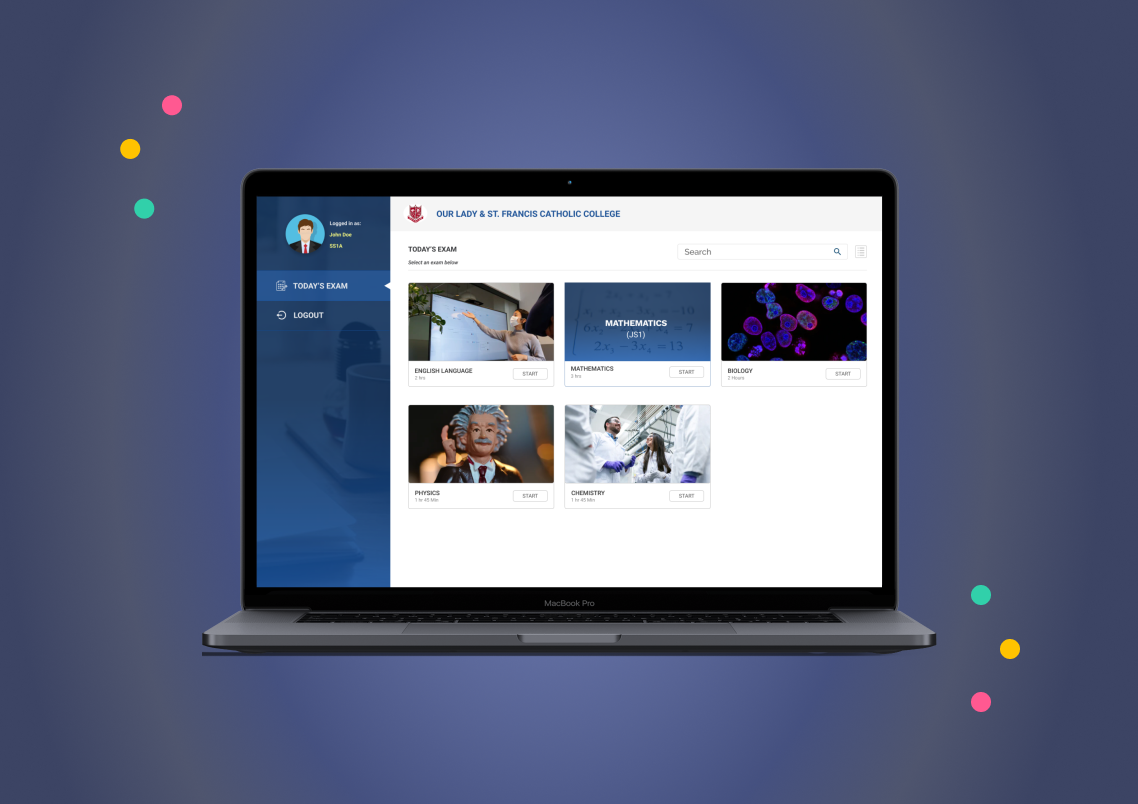 OUR LADY & ST. FRANCIS CATHOLIC COLLEGE
Logged in as:
John Doe
SS1A
TODAY'S EXAM
LOGOUT
TODAY'S EXAM
Select an exam below
Search
MATHEMATICS
(JS1)
ENGLISH LANGUAGE
2 hrs
START
MATHEMATICS
3 hrs
START
BIOLOGY
2 Hours
START
PHYSICS
1 hr 45 Min
START
CHEMISTRY
1 hr 45 Min
START
MacBook Pro